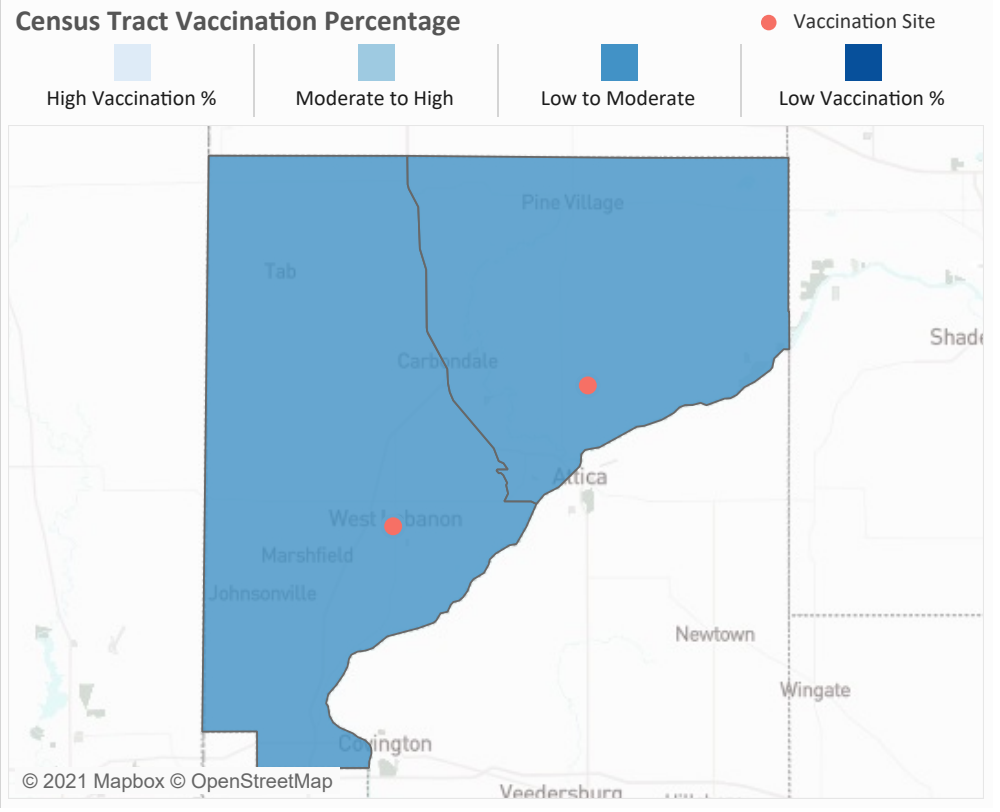 Census Tract Vaccination Percentage
Vaccination Site
High Vaccination %
Moderate to High
Low to Moderate
Low Vaccination %
Pine Village
Tab
Shade
Carbondale
Attica
West Lebanon
Marshfield
Johnsonville
Newtown
Wingate
Covington
© 2021 Mapbox © OpenStreetMap
Veedersburg